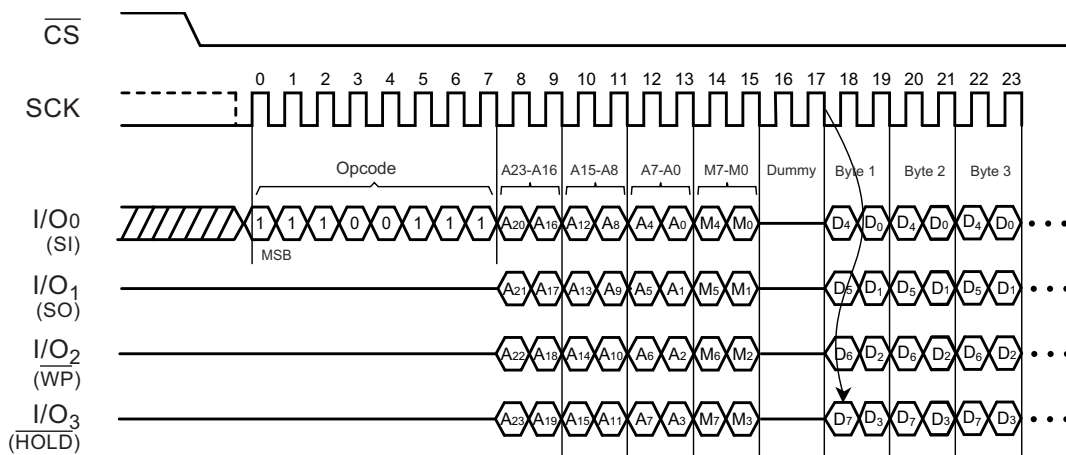 CS
0 1 2 3 4 5 6 7 8 9 10 11 12 13 14 15 16 17 18 19 20 21 22 23
SCK
Opcode A23-A16 A15-A8 A7-A0 M7-M0 Dummy Byte 1 Byte 2 Byte 3
I/O0 1 1 1 0 0 1 1 1 A20 A16 A12 A8 A4 A0 M4 M0 D4 D0 D4 D0 D4 D0
(SI)
MSB
I/O1 A21 A17 A13 A9 A5 A1 M5 M1 D5 D1 D5 D1 D5 D1
(SO)
I/O2 A22 A18 A14 A10 A6 A2 M6 M2 D6 D2 D6 D2 D6 D2
(WP)
I/O3 A23 A19 A15 A11 A7 A3 M7 M3 D7 D3 D7 D3 D7 D3
(HOLD)